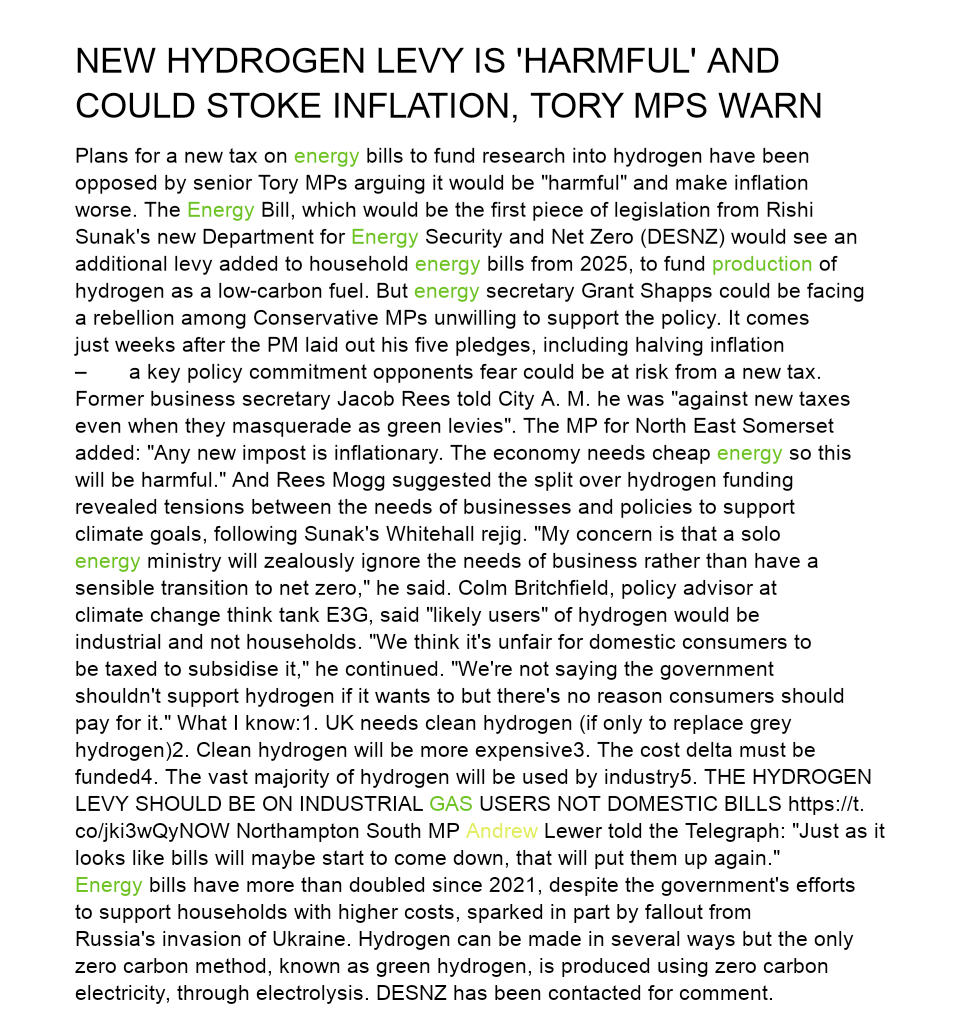 NEW HYDROGEN LEVY IS 'HARMFUL' AND
COULD STOKE INFLATION, TORY MPS WARN
Plans for a new tax on energy bills to fund research into hydrogen have been
opposed by senior Tory MPs arguing it would be "harmful" and make inflation
worse. The Energy Bill, which would be the first piece of legislation from Rishi
Sunak's new Department for Energy Security and Net Zero (DESNZ) would see an
additional levy added to household energy bills from 2025, to fund production of
hydrogen as a low-carbon fuel. But energy secretary Grant Shapps could be facing
a rebellion among Conservative MPs unwilling to support the policy. It comes
just weeks after the PM laid out his five pledges, including halving inflation
– a key policy commitment opponents fear could be at risk from a new tax.
Former business secretary Jacob Rees told City A. M. he was "against new taxes
even when they masquerade as green levies". The MP for North East Somerset
added: "Any new impost is inflationary. The economy needs cheap energy so this
will be harmful." And Rees Mogg suggested the split over hydrogen funding
revealed tensions between the needs of businesses and policies to support
climate goals, following Sunak's Whitehall rejig. "My concern is that a solo
energy ministry will zealously ignore the needs of business rather than have a
sensible transition to net zero," he said. Colm Britchfield, policy advisor at
climate change think tank E3G, said "likely users" of hydrogen would be
industrial and not households. "We think it's unfair for domestic consumers to
be taxed to subsidise it," he continued. "We're not saying the government
shouldn't support hydrogen if it wants to but there's no reason consumers should
pay for it." What I know:1. UK needs clean hydrogen (if only to replace grey
hydrogen)2. Clean hydrogen will be more expensive3. The cost delta must be
funded4. The vast majority of hydrogen will be used by industry5. THE HYDROGEN
LEVY SHOULD BE ON INDUSTRIAL GAS USERS NOT DOMESTIC BILLS https://t.
co/jki3wQyNOW Northampton South MP Andrew Lewer told the Telegraph: "Just as it
looks like bills will maybe start to come down, that will put them up again."
Energy bills have more than doubled since 2021, despite the government's efforts
to support households with higher costs, sparked in part by fallout from
Russia's invasion of Ukraine. Hydrogen can be made in several ways but the only
zero carbon method, known as green hydrogen, is produced using zero carbon
electricity, through electrolysis. DESNZ has been contacted for comment.